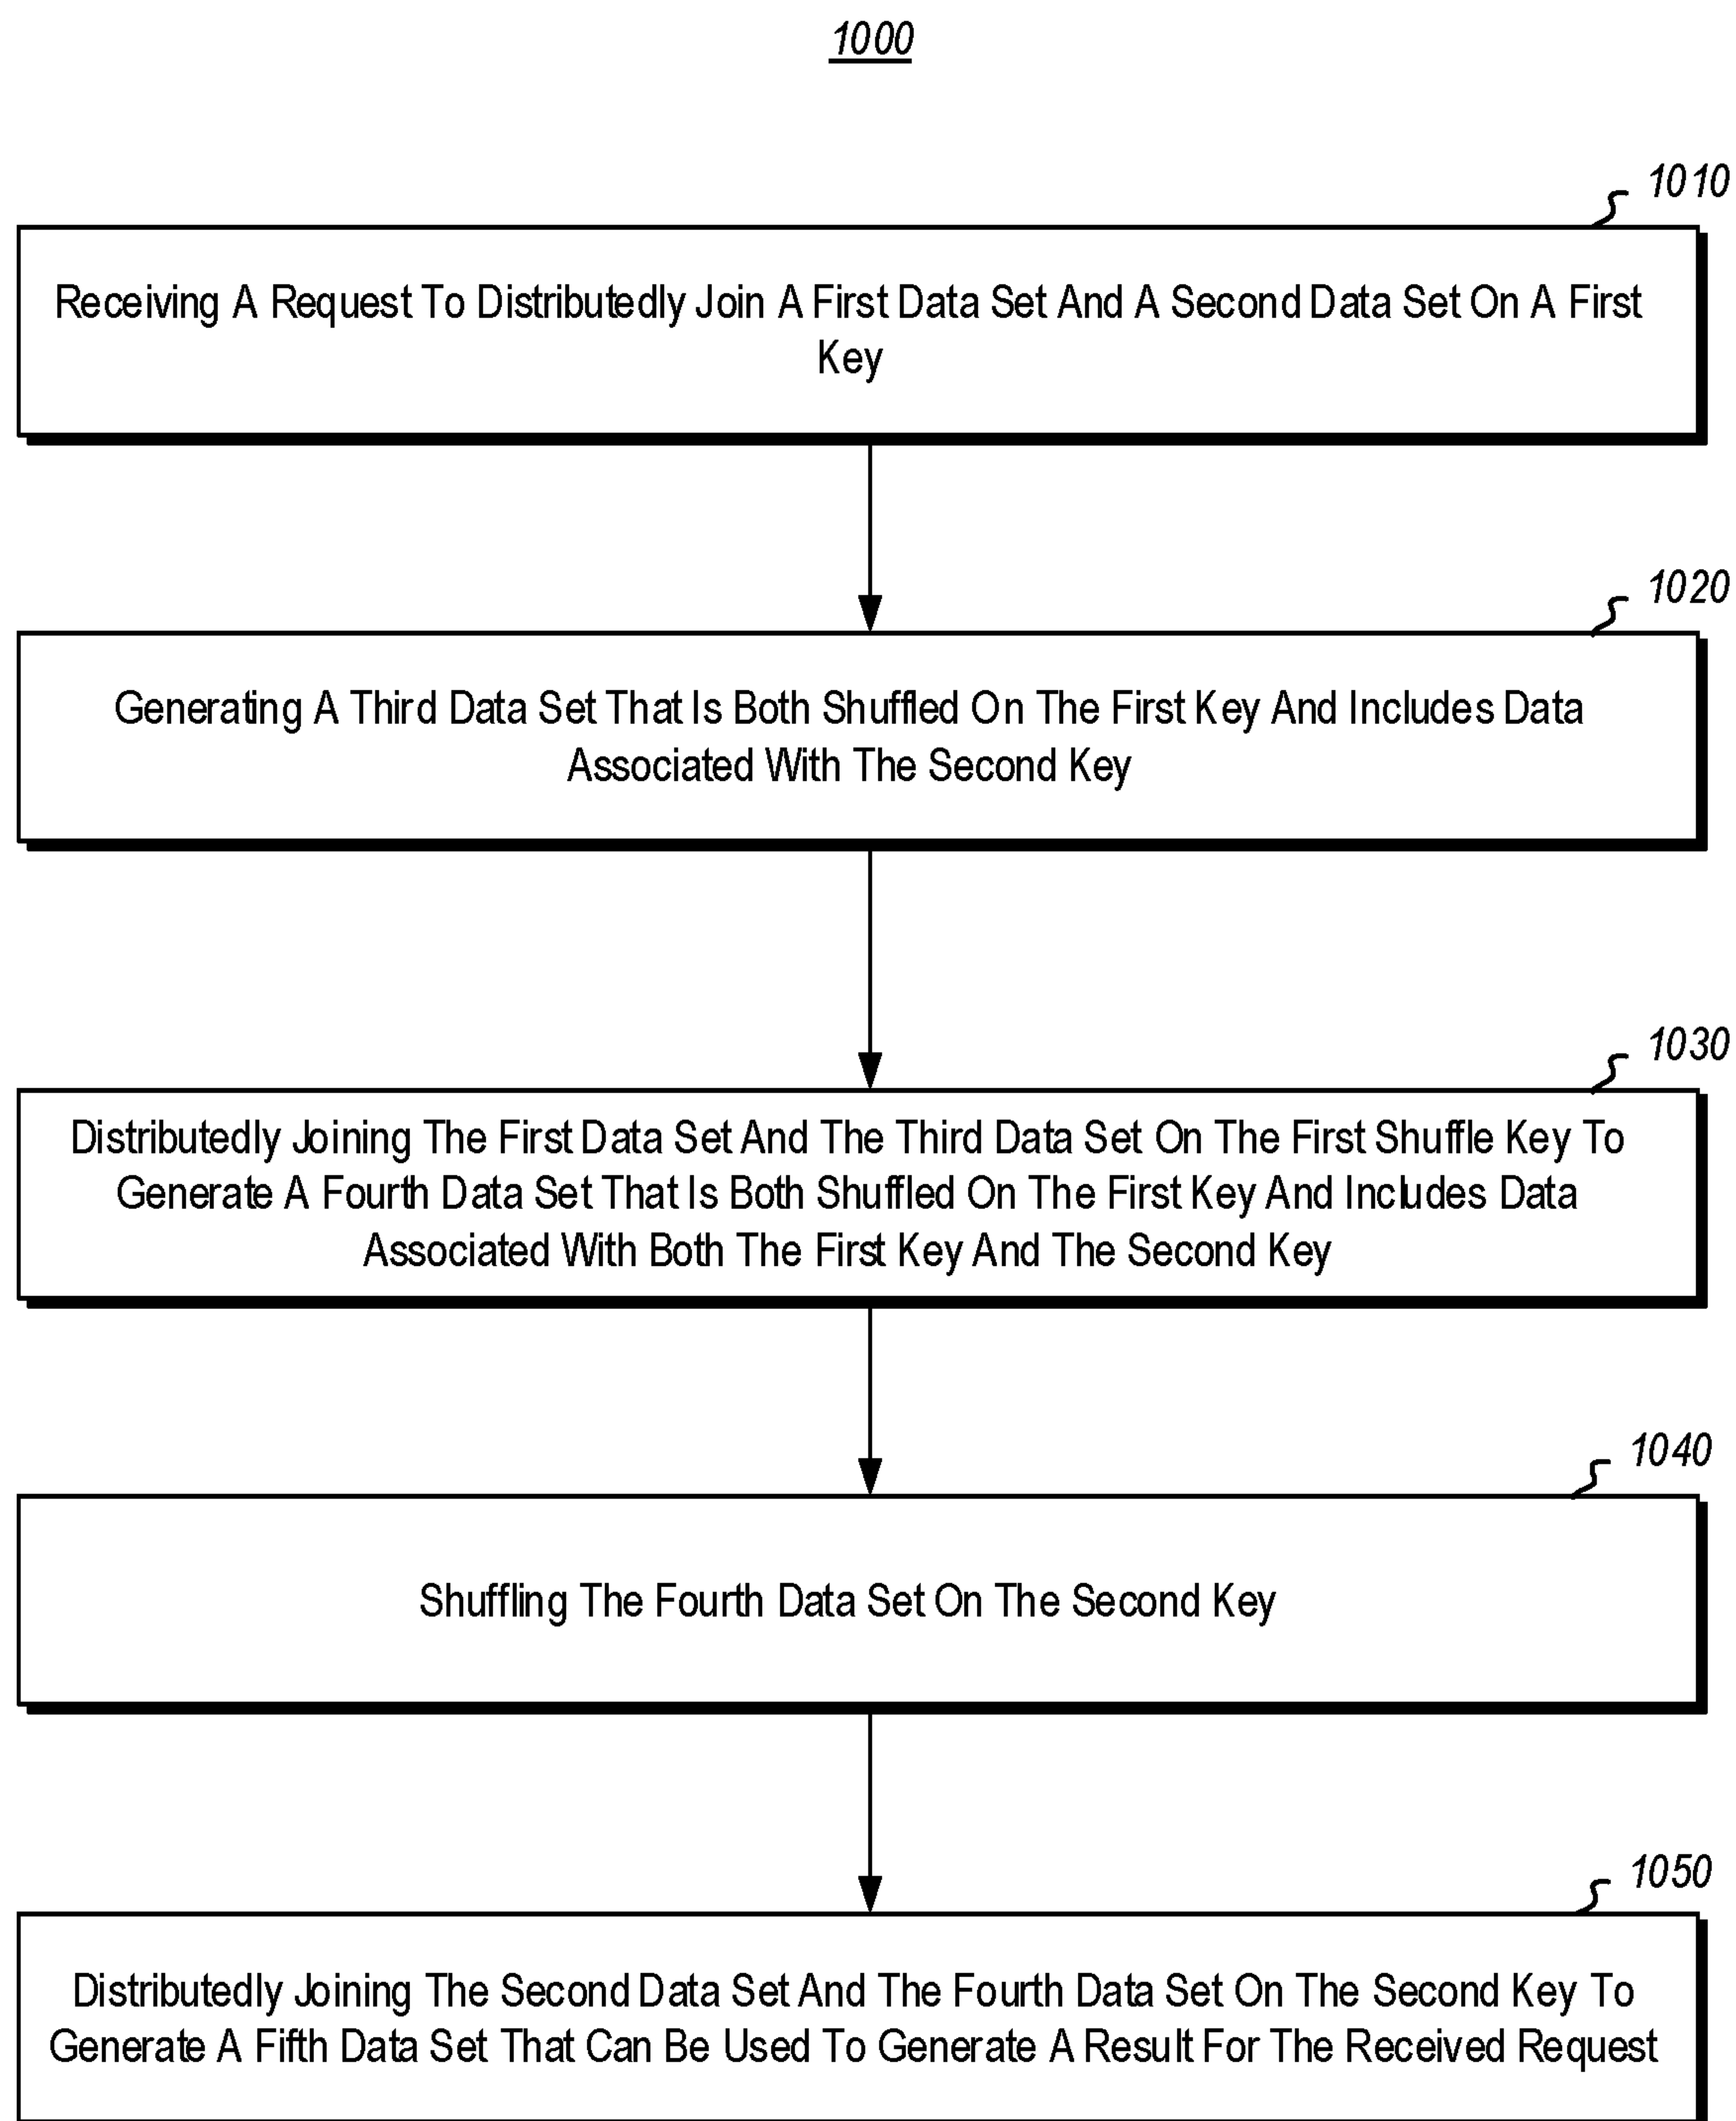 1000
1010
Receiving A Request To Distributedly Join A First Data Set And A Second Data Set On A First
Key
1020
Generating A Third Data Set That Is Both Shuffled On The First Key And Includes Data
Associated With The Second Key
1030
Distributedly Joining The First Data Set And The Third Data Set On The First Shuffle Key To
Generate A Fourth Data Set That Is Both Shuffled On The First Key And Includes Data
Associated With Both The First Key And The Second Key
1040
Shuffling The Fourth Data Set On The Second Key
1050
Distributedly Joining The Second Data Set And The Fourth Data Set On The Second Key To
Generate A Fifth Data Set That Can Be Used To Generate A Result For The Received Request